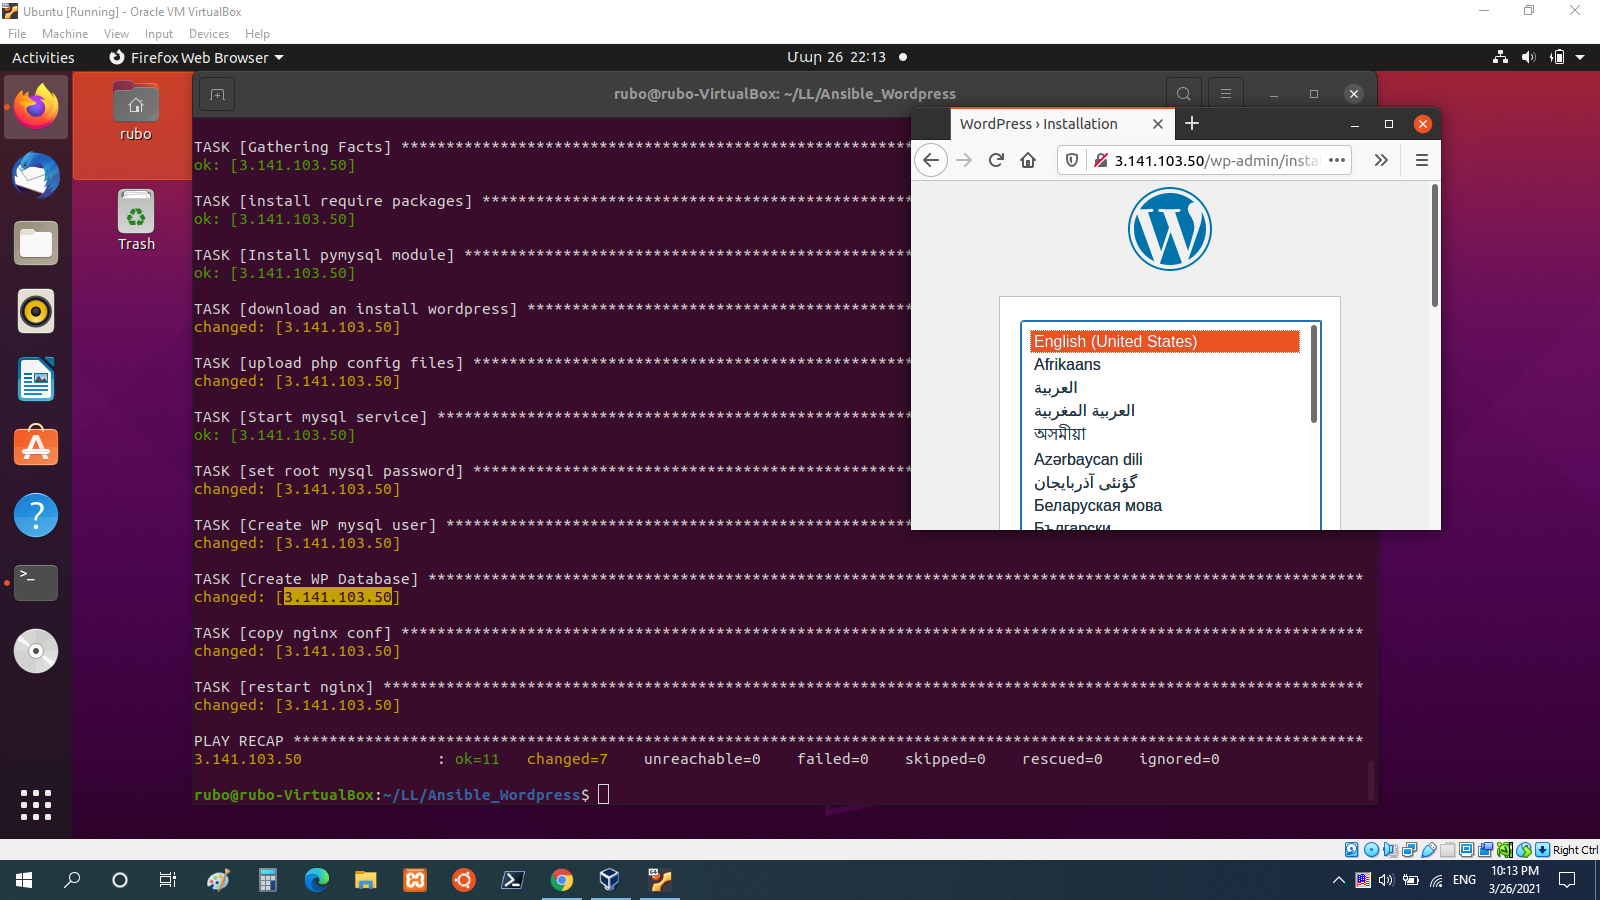 Ubuntu [Running] - Oracle VM VirtualBox
File Machine View Input Devices Help
Activities Firefox Web Browser Մար 26 22:13
rubo@rubo-VirtualBox: ~/LL/Ansible_Wordpress
rubo
Trash
TASK [Gathering Facts] *********************************************************
ok: [3.141.103.50]
TASK [install require packages] ************************************************
ok: [3.141.103.50]
TASK [Install pymysql module] **************************************************
ok: [3.141.103.50]
TASK [download an install wordpress] *******************************************
changed: [3.141.103.50]
TASK [upload php config files] *************************************************
changed: [3.141.103.50]
TASK [Start mysql service] *****************************************************
ok: [3.141.103.50]
TASK [set root mysql password] *************************************************
changed: [3.141.103.50]
TASK [Create WP mysql user] ****************************************************
changed: [3.141.103.50]
TASK [Create WP Database] ********************************************************************************************************
changed: [3.141.103.50]
TASK [copy nginx conf] ***********************************************************************************************************
changed: [3.141.103.50]
TASK [restart nginx] *************************************************************************************************************
changed: [3.141.103.50]
PLAY RECAP ***********************************************************************************************************************
3.141.103.50 : ok=11 changed=7 unreachable=0 failed=0 skipped=0 rescued=0 ignored=0
rubo@rubo-VirtualBox:~/LL/Ansible_Wordpress$
WordPress › Installation
3.141.103.50/wp-admin/insta
English (United States)
Afrikaans
العربية
العربية المغربية
অসমীয়া
Azərbaycan dili
گؤنئی آذربایجان
Беларуская мова
Български
Right Ctrl
ENG
10:13 PM
3/26/2021